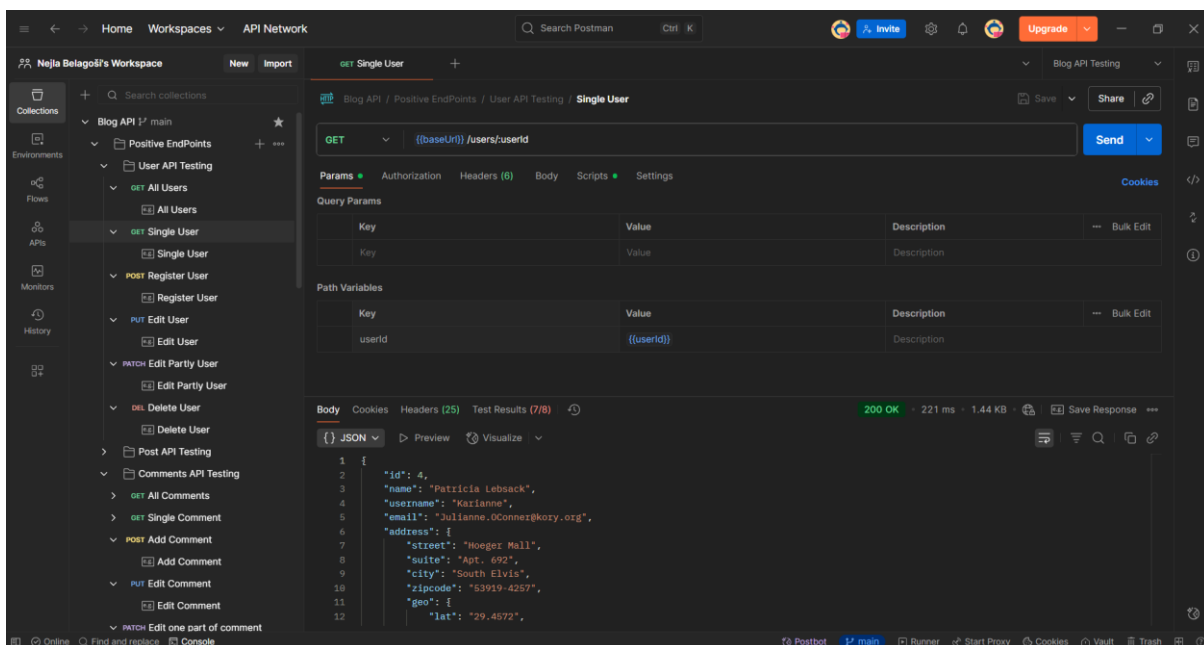 Home Workspaces API Network Search Postman Ctrl K Invite Upgrade
Nejla Belagoši's Workspace New Import GET Single User Blog API Testing
Collections
Environments
Flows
APIs
Monitors
History
Search collections
Blog API main
Positive EndPoints
User API Testing
GET All Users
e.g. All Users
GET Single User
e.g. Single User
POST Register User
e.g. Register User
PUT Edit User
e.g. Edit User
PATCH Edit Partly User
e.g. Edit Partly User
DEL Delete User
e.g. Delete User
Post API Testing
Comments API Testing
GET All Comments
GET Single Comment
POST Add Comment
e.g. Add Comment
PUT Edit Comment
e.g. Edit Comment
PATCH Edit one part of comment
HTTP Blog API / Positive EndPoints / User API Testing / Single User Save Share
GET {{baseUrl}} /users/:userId Send
Params Authorization Headers (6) Body Scripts Settings Cookies
Query Params
Key Value Description Bulk Edit
Key Value Description
Path Variables
Key Value Description Bulk Edit
userId {{userId}} Description
Body Cookies Headers (25) Test Results (7/8) 200 OK 221 ms 1.44 KB e.g. Save Response
{} JSON Preview Visualize
1 {
2 "id": 4,
3 "name": "Patricia Lebsack",
4 "username": "Karianne",
5 "email": "Julianne.OConner@kory.org",
6 "address": {
7 "street": "Hoeger Mall",
8 "suite": "Apt. 692",
9 "city": "South Elvis",
10 "zipcode": "53919-4257",
11 "geo": {
12 "lat": "29.4572",
Online Find and replace Console Postbot main Runner Start Proxy Cookies Vault Trash